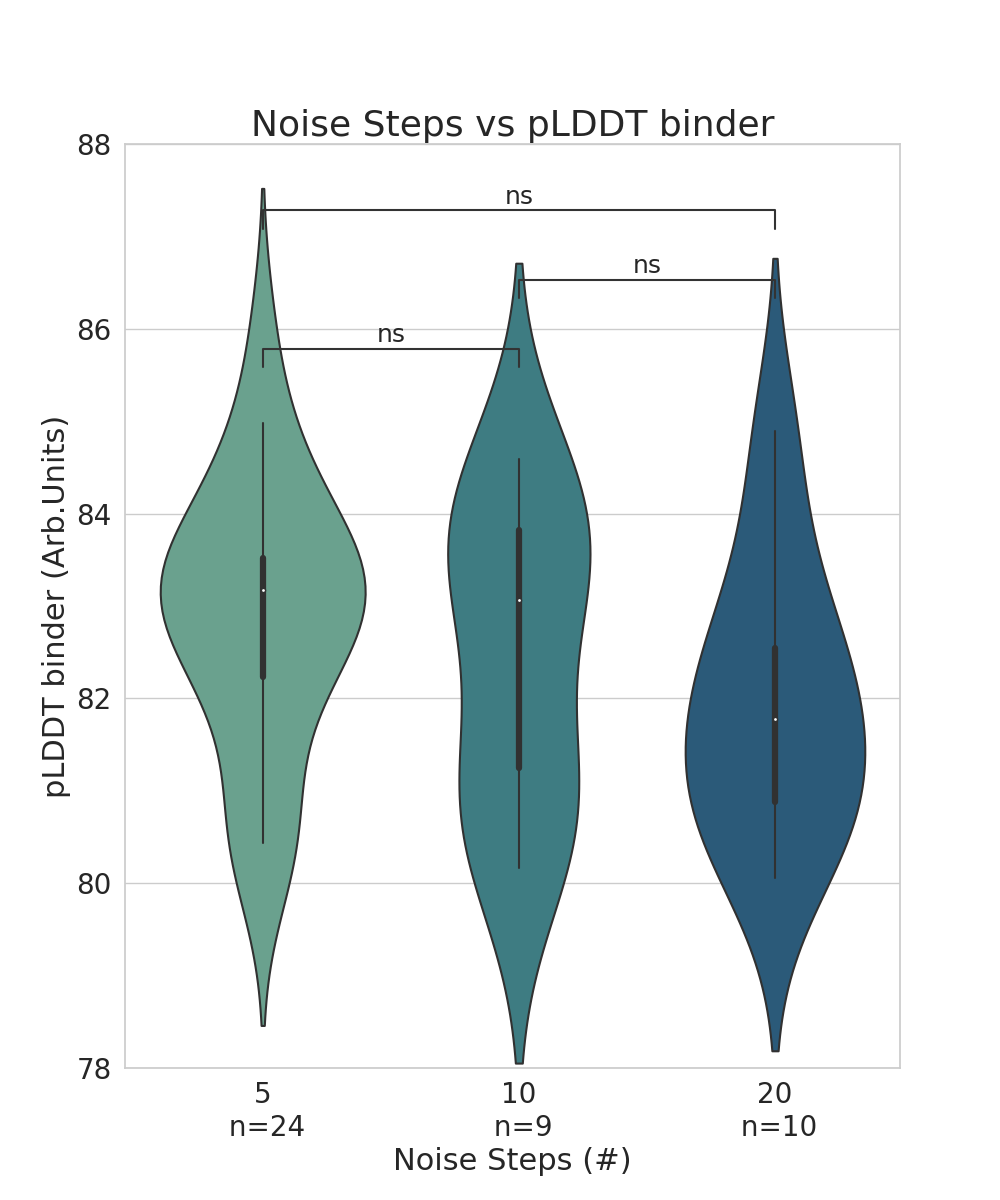 Noise Steps vs pLDDT binder
88
86
84
82
80
78
pLDDT binder (Arb.Units)
ns
ns
ns
5
n=24
10
n=9
20
n=10
Noise Steps (#)